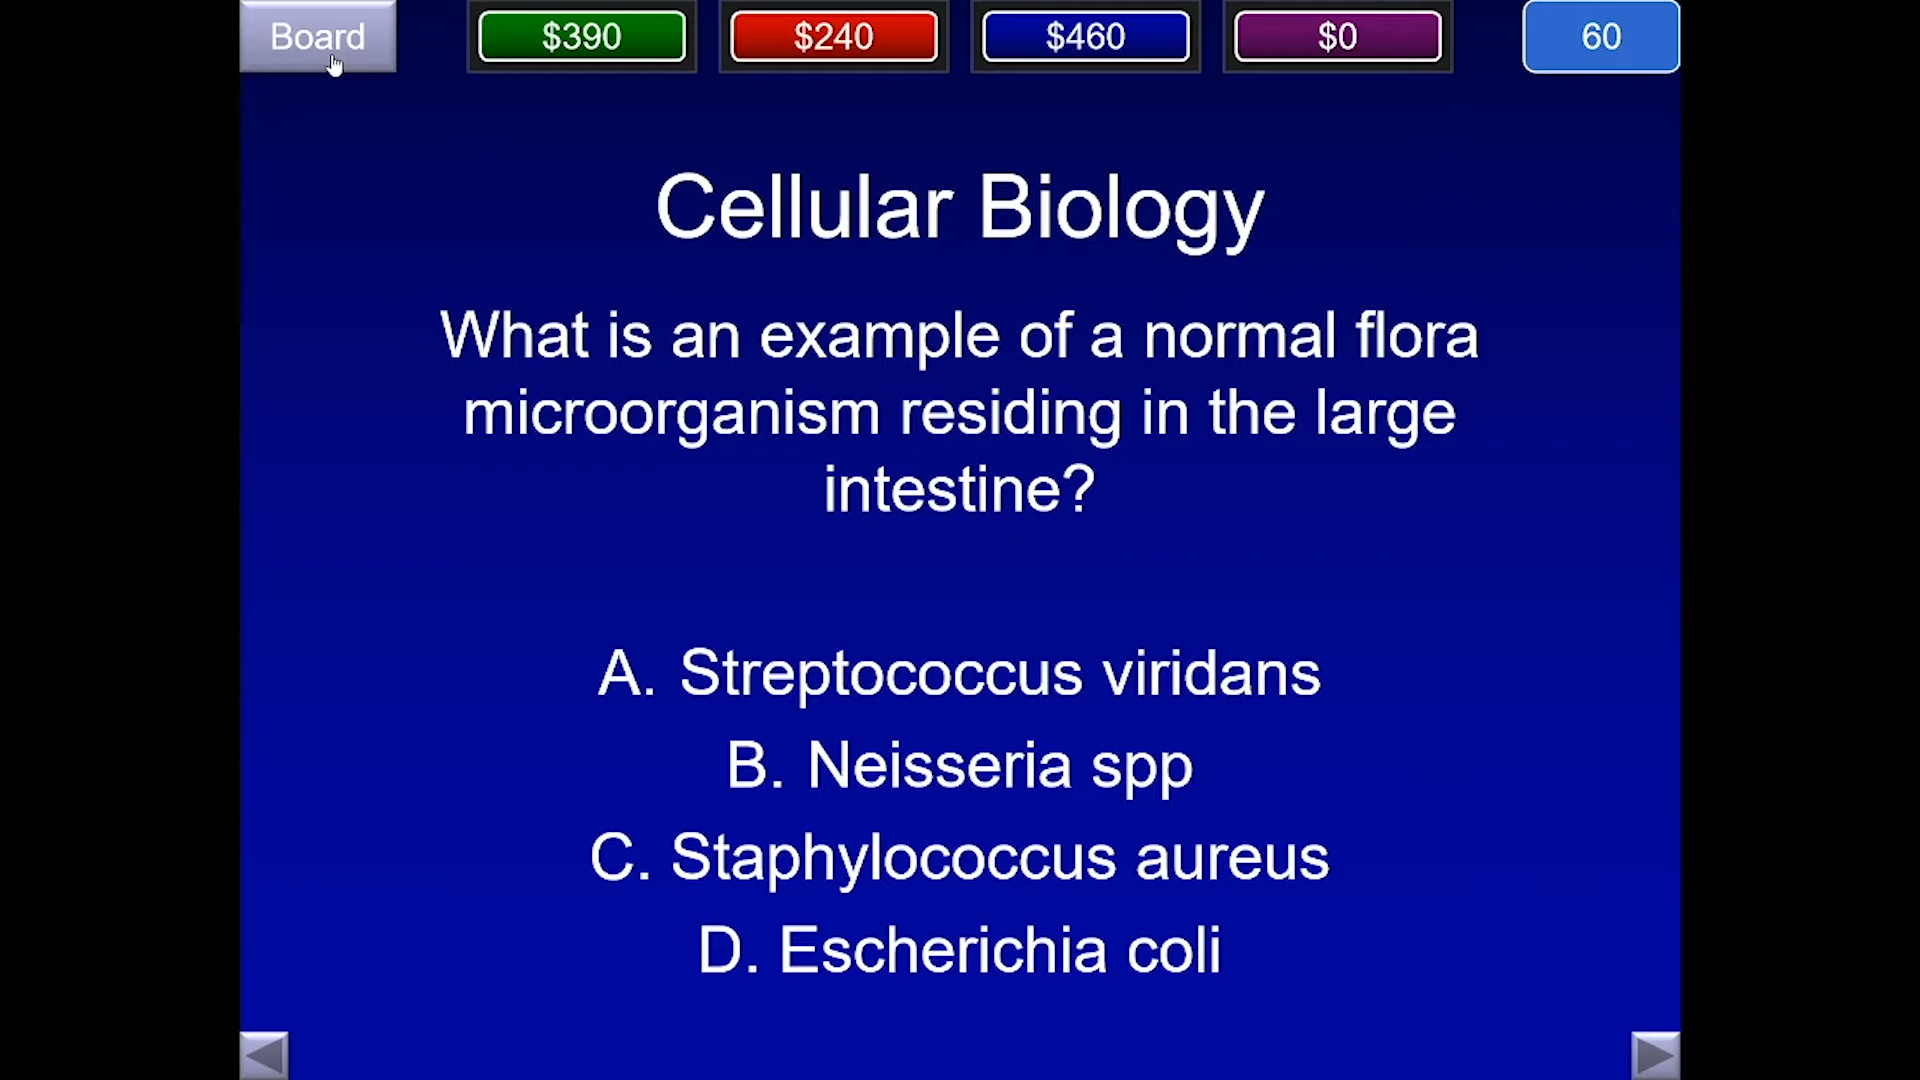 Board
$390
$240
$460
$0
60
Cellular Biology
What is an example of a normal flora
microorganism residing in the large
intestine?
A. Streptococcus viridans
B. Neisseria spp
C. Staphylococcus aureus
D. Escherichia coli